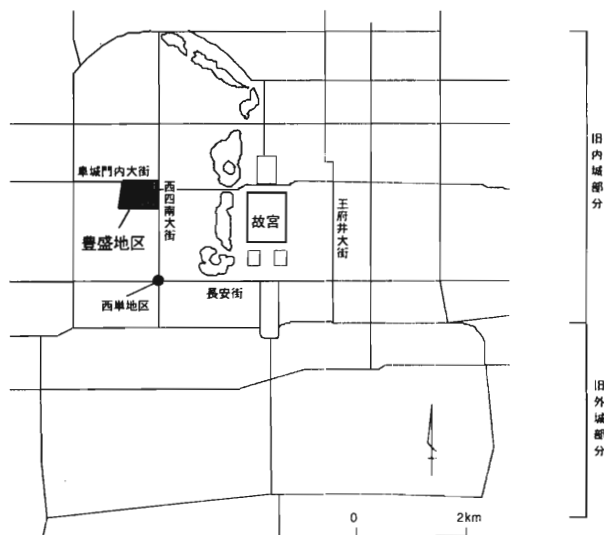 阜城門内大街
西四南大街
豊盛地区
故宮
王府井大街
西単地区
長安街
旧内城部分
旧外城部分
0 2km